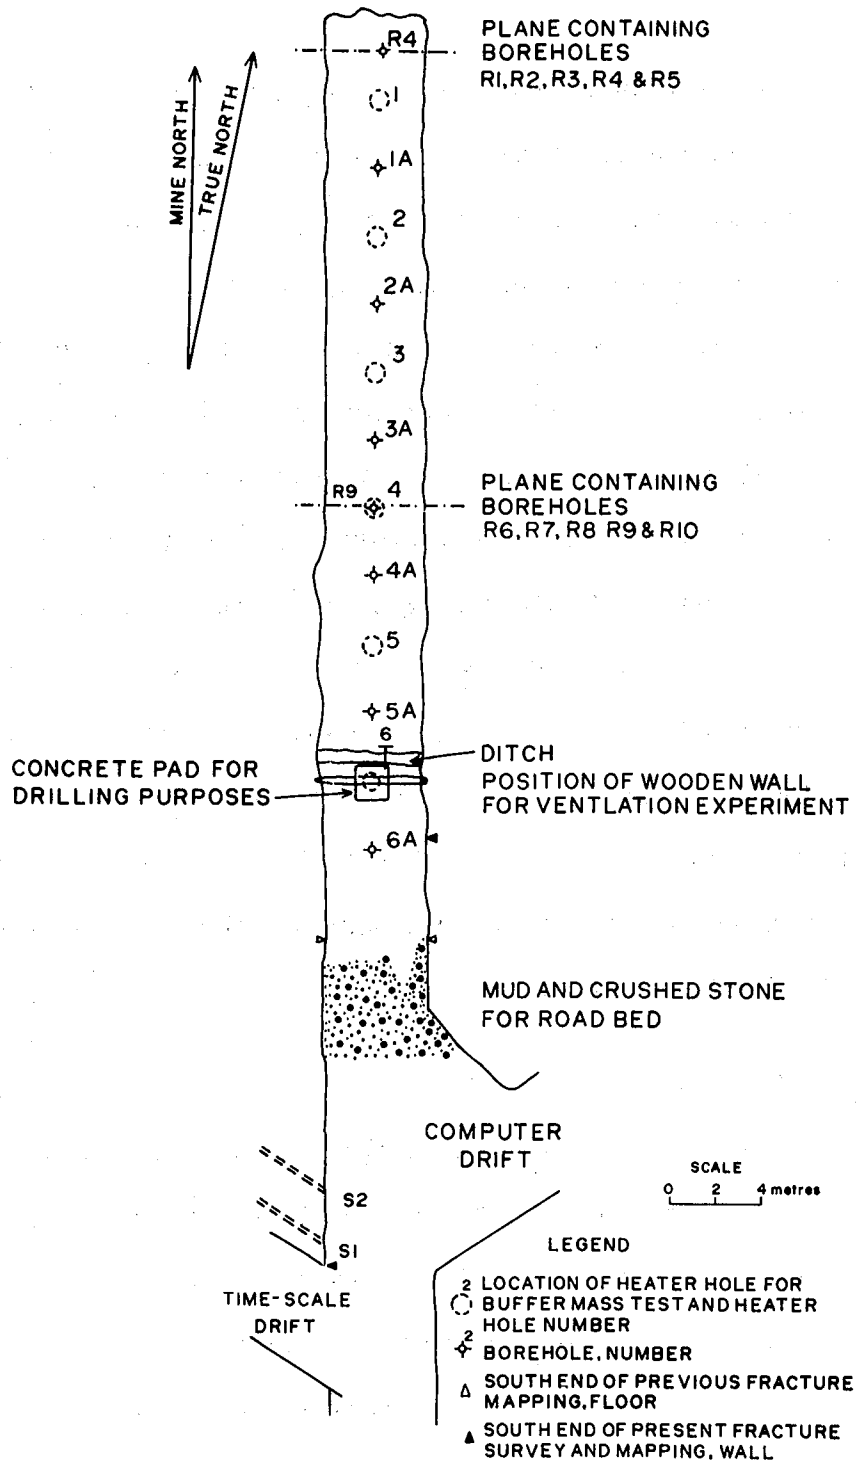 R4
PLANE CONTAINING
BOREHOLES
R1, R2, R3, R4 & R5
MINE NORTH
TRUE NORTH
1
1A
2
2A
3
3A
R9
4
PLANE CONTAINING
BOREHOLES
R6, R7, R8 R9 & R10
4A
5
5A
6
DITCH
CONCRETE PAD FOR
DRILLING PURPOSES
POSITION OF WOODEN WALL
FOR VENTLATION EXPERIMENT
6A
MUD AND CRUSHED STONE
FOR ROAD BED
COMPUTER
DRIFT
SCALE
0 2 4 metres
S2
S1
TIME-SCALE
DRIFT
LEGEND
2 LOCATION OF HEATER HOLE FOR
BUFFER MASS TEST AND HEATER
HOLE NUMBER
2
BOREHOLE, NUMBER
SOUTH END OF PREVIOUS FRACTURE
MAPPING, FLOOR
SOUTH END OF PRESENT FRACTURE
SURVEY AND MAPPING, WALL